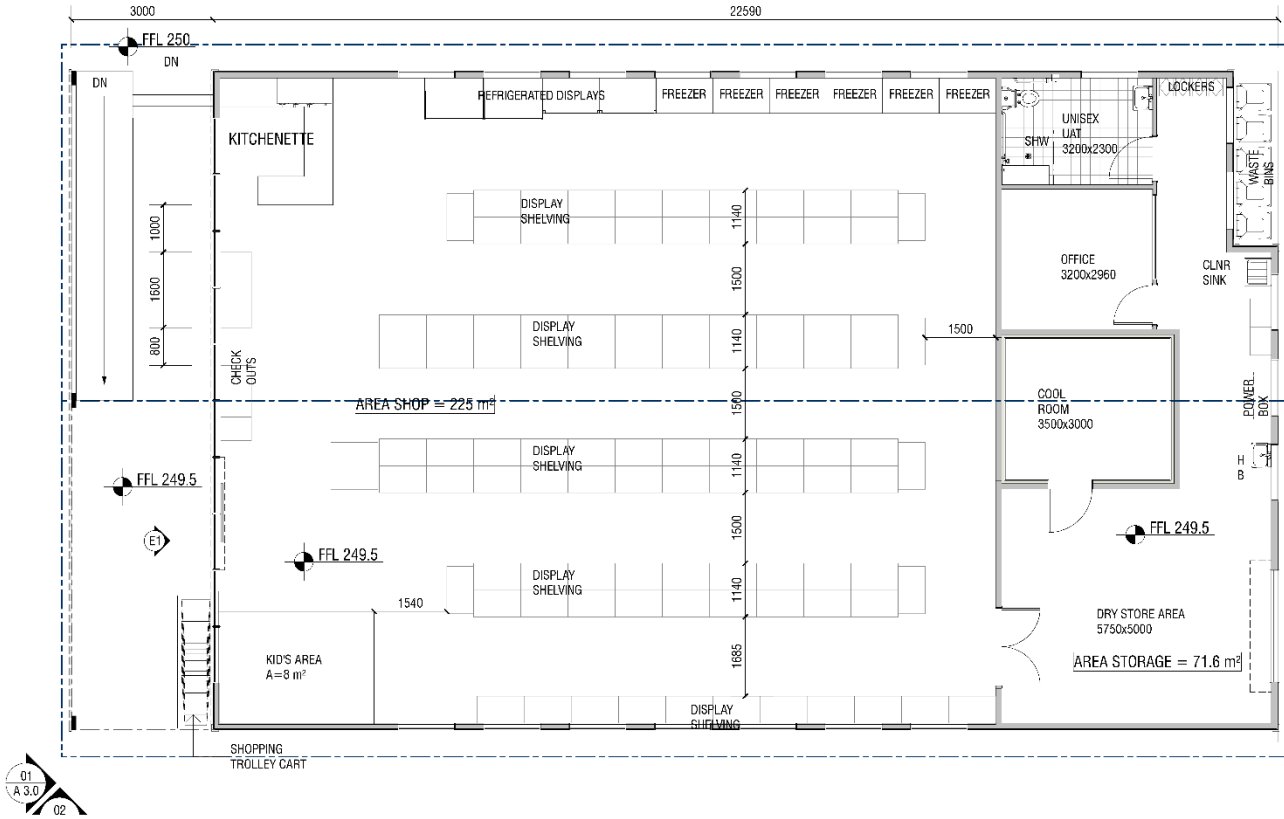 3000
22590
FFL 250
DN
DN
REFRIGERATED DISPLAYS
FREEZER
FREEZER
FREEZER
FREEZER
FREEZER
FREEZER
LOCKERS
KITCHENETTE
UNISEX
UAT
3200x2300
SHW
WASTE
BINS
DISPLAY
SHELVING
1140
1000
1500
1600
OFFICE
3200x2960
CLNR
SINK
DISPLAY
SHELVING
1140
1500
800
CHECK
OUTS
AREA SHOP = 225 m²
1500
COOL
ROOM
3500x3000
POWER
BOX
DISPLAY
SHELVING
1140
H
B
FFL 249.5
1500
FFL 249.5
E1
FFL 249.5
DISPLAY
SHELVING
1140
1540
DRY STORE AREA
5750x5000
KID'S AREA
A=8 m²
1685
AREA STORAGE = 71.6 m²
DISPLAY
SHELVING
SHOPPING
TROLLEY CART
01
A 3.0
02